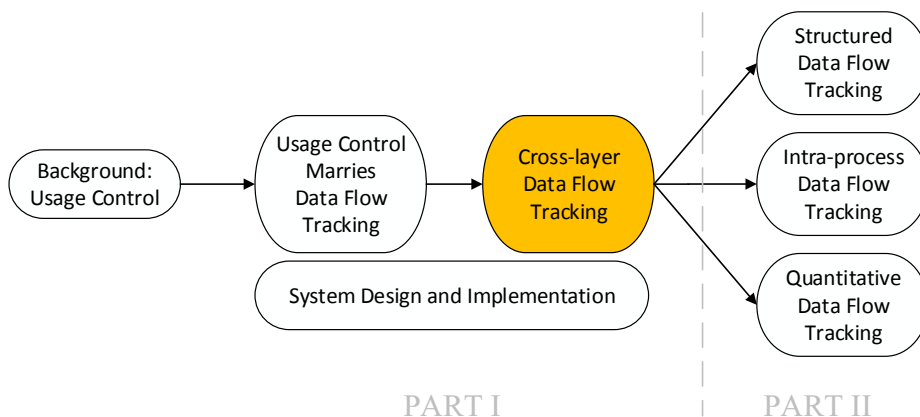 Background:
Usage Control
Usage Control
Marries
Data Flow
Tracking
Cross-layer
Data Flow
Tracking
System Design and Implementation
Structured
Data Flow
Tracking
Intra-process
Data Flow
Tracking
Quantitative
Data Flow
Tracking
PART I
PART II